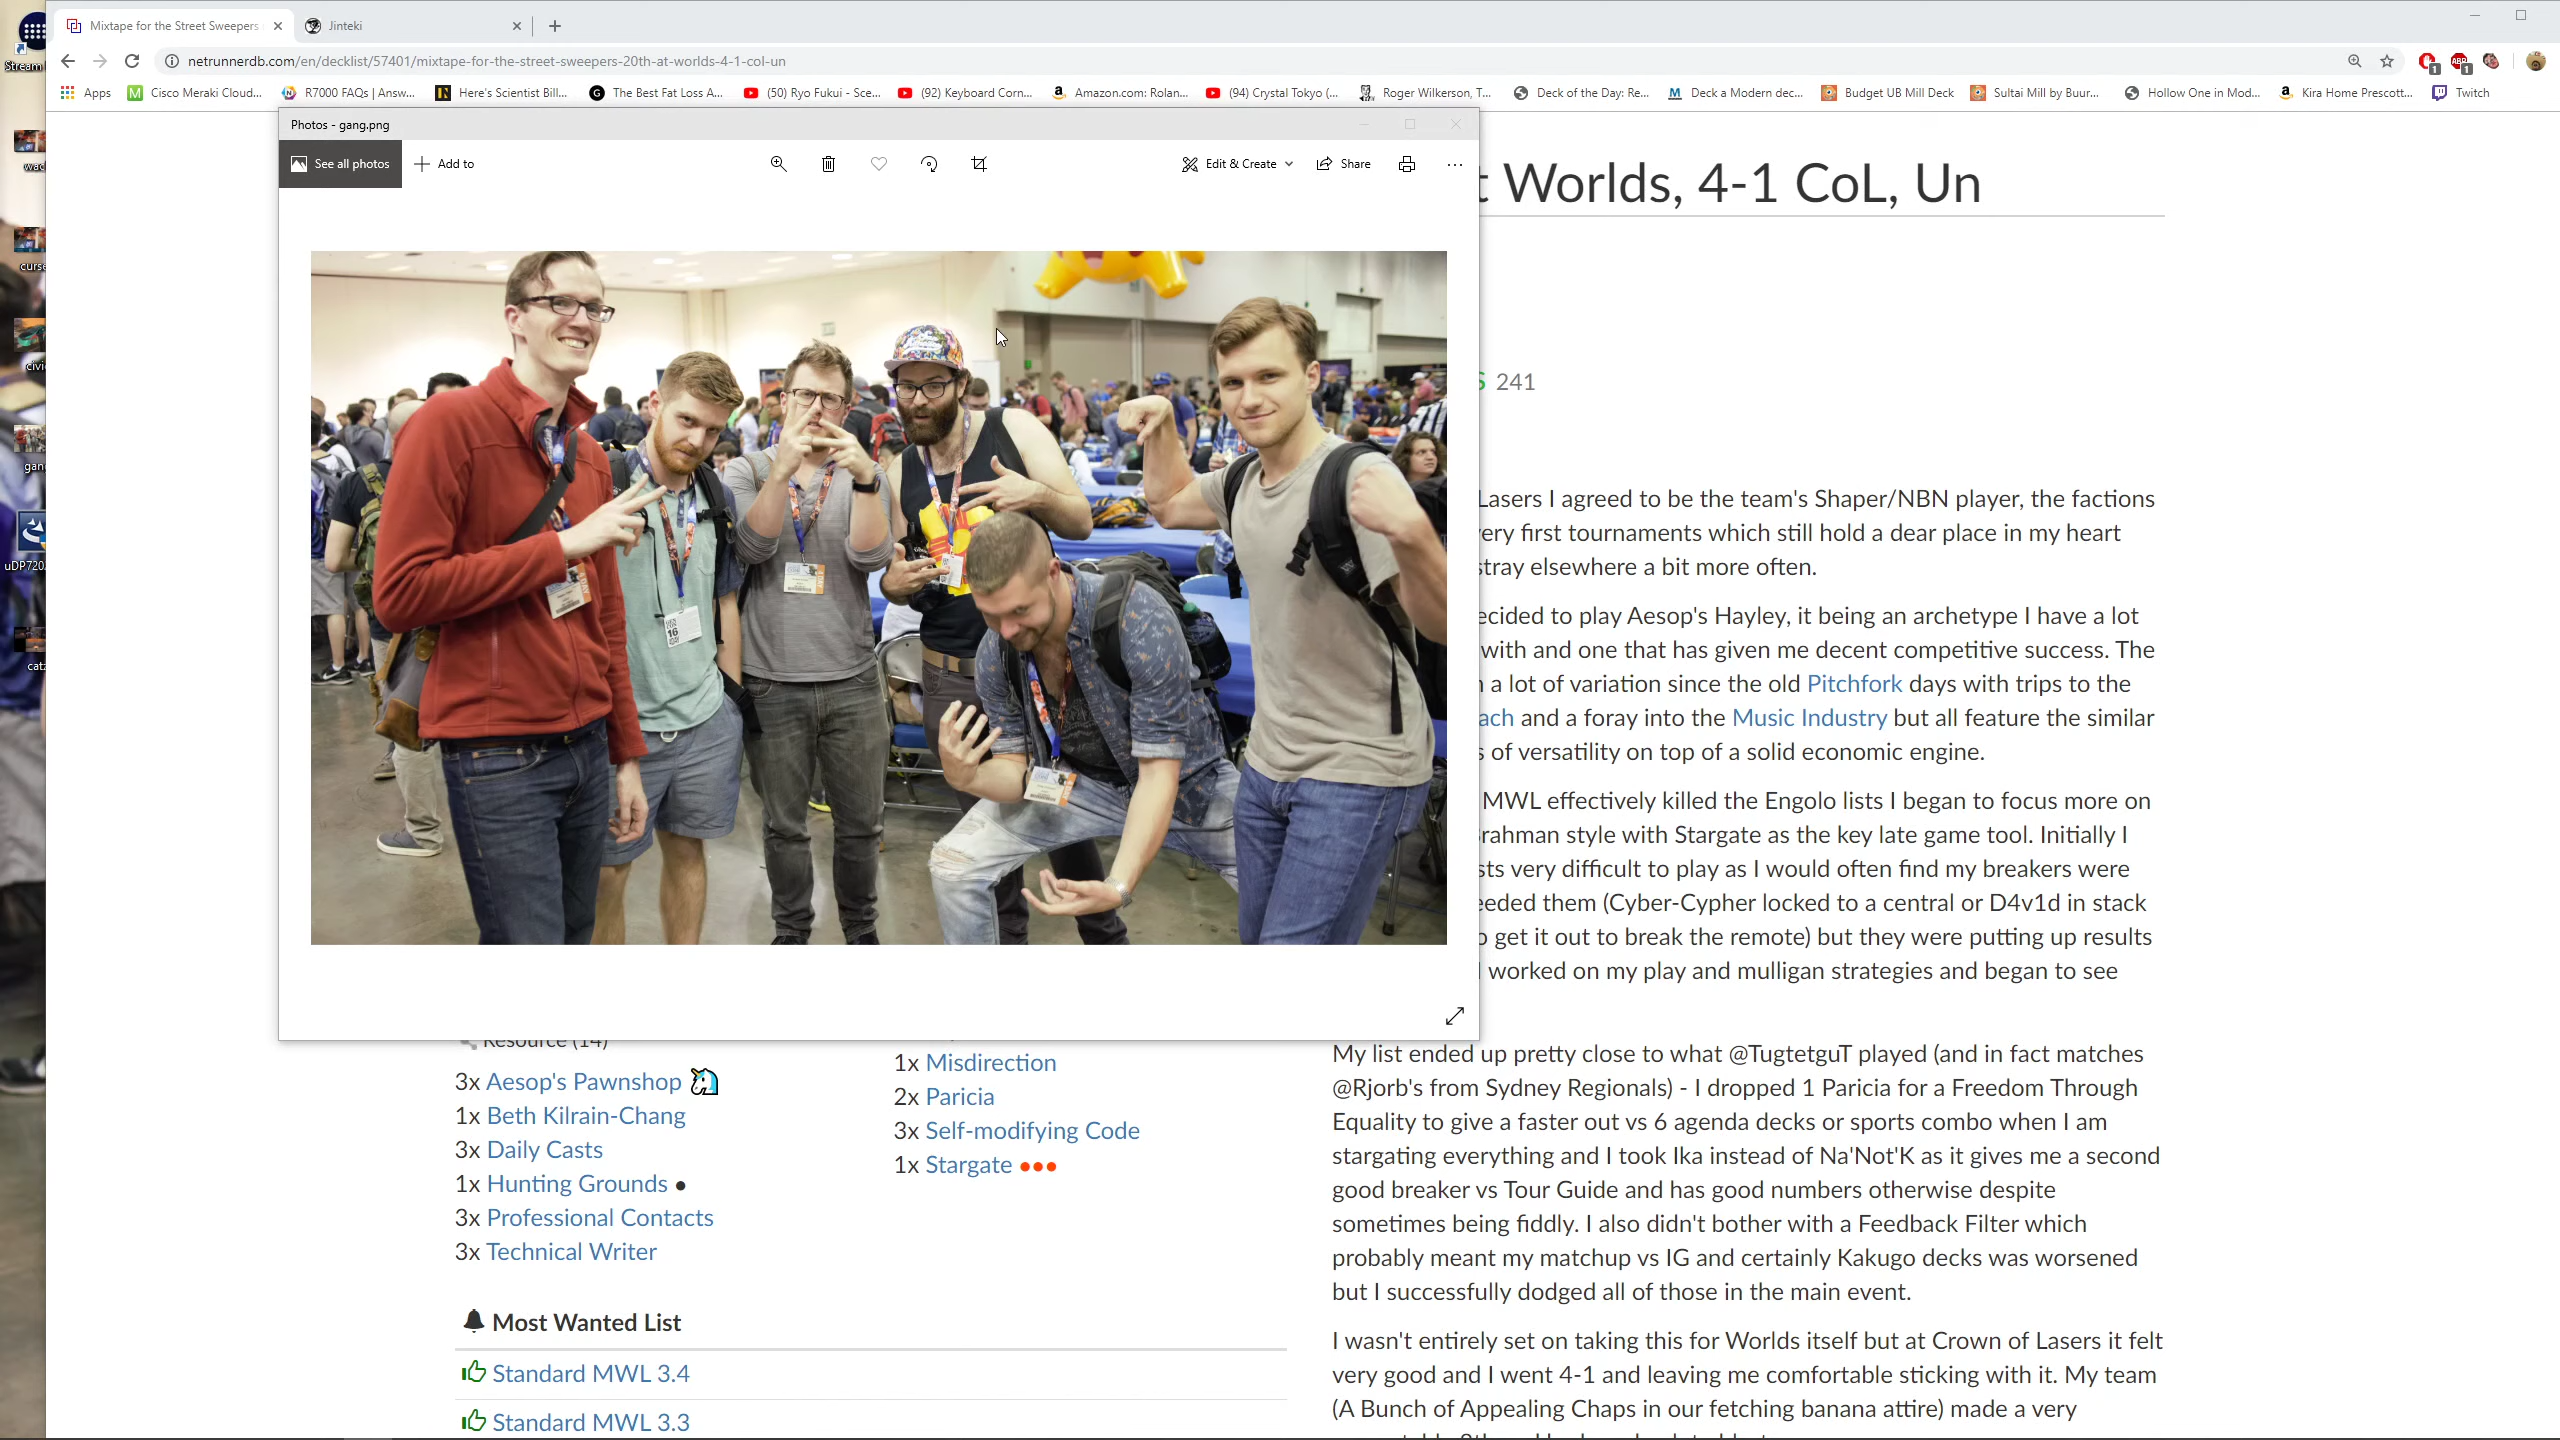 Mixtape for the Street Sweepers
Jinteki
netrunnerdb.com/en/decklist/57401/mixtape-for-the-street-sweepers-20th-at-worlds-4-1-col-un
Apps
Cisco Meraki Cloud...
R7000 FAQs | Answ...
Here's Scientist Bill...
The Best Fat Loss A...
(50) Ryo Fukui - Sce...
(92) Keyboard Corn...
Amazon.com: Rolan...
(94) Crystal Tokyo (...
Roger Wilkerson, T...
Deck of the Day: Re...
Deck a Modern dec...
Budget UB Mill Deck
Sultai Mill by Buur...
Hollow One in Mod...
Kira Home Prescott...
Twitch
Stream
curse
civi
gan
uDP720
cat
Photos - gang.png
See all photos
Add to
Edit & Create
Share
t Worlds, 4-1 CoL, Un
241
Lasers I agreed to be the team's Shaper/NBN player, the factions
ery first tournaments which still hold a dear place in my heart
stray elsewhere a bit more often.
ecided to play Aesop's Hayley, it being an archetype I have a lot
with and one that has given me decent competitive success. The
a lot of variation since the old Pitchfork days with trips to the
ach and a foray into the Music Industry but all feature the similar
s of versatility on top of a solid economic engine.
MWL effectively killed the Engolo lists I began to focus more on
rahman style with Stargate as the key late game tool. Initially I
sts very difficult to play as I would often find my breakers were
eeded them (Cyber-Cypher locked to a central or D4v1d in stack
o get it out to break the remote) but they were putting up results
I worked on my play and mulligan strategies and began to see
16
Resource (14)
3x Aesop's Pawnshop
1x Beth Kilrain-Chang
3x Daily Casts
1x Hunting Grounds ●
3x Professional Contacts
3x Technical Writer
1x Misdirection
2x Paricia
3x Self-modifying Code
1x Stargate ●●●
Most Wanted List
Standard MWL 3.4
Standard MWL 3.3
My list ended up pretty close to what @TugtetguT played (and in fact matches
@Rjorb's from Sydney Regionals) - I dropped 1 Paricia for a Freedom Through
Equality to give a faster out vs 6 agenda decks or sports combo when I am
stargating everything and I took Ika instead of Na'Not'K as it gives me a second
good breaker vs Tour Guide and has good numbers otherwise despite
sometimes being fiddly. I also didn't bother with a Feedback Filter which
probably meant my matchup vs IG and certainly Kakugo decks was worsened
but I successfully dodged all of those in the main event.
I wasn't entirely set on taking this for Worlds itself but at Crown of Lasers it felt
very good and I went 4-1 and leaving me comfortable sticking with it. My team
(A Bunch of Appealing Chaps in our fetching banana attire) made a very